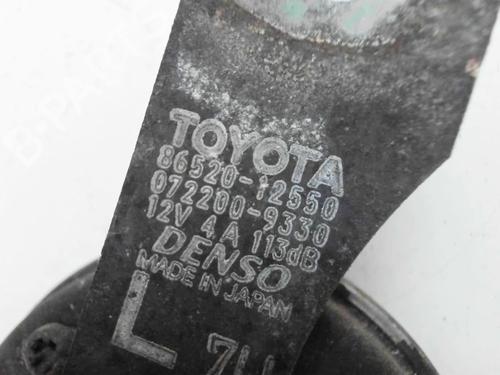 TOYOTA
86520-12550
072200-9330
12V 4A 113dB
DENSO
MADE IN JAPAN
L